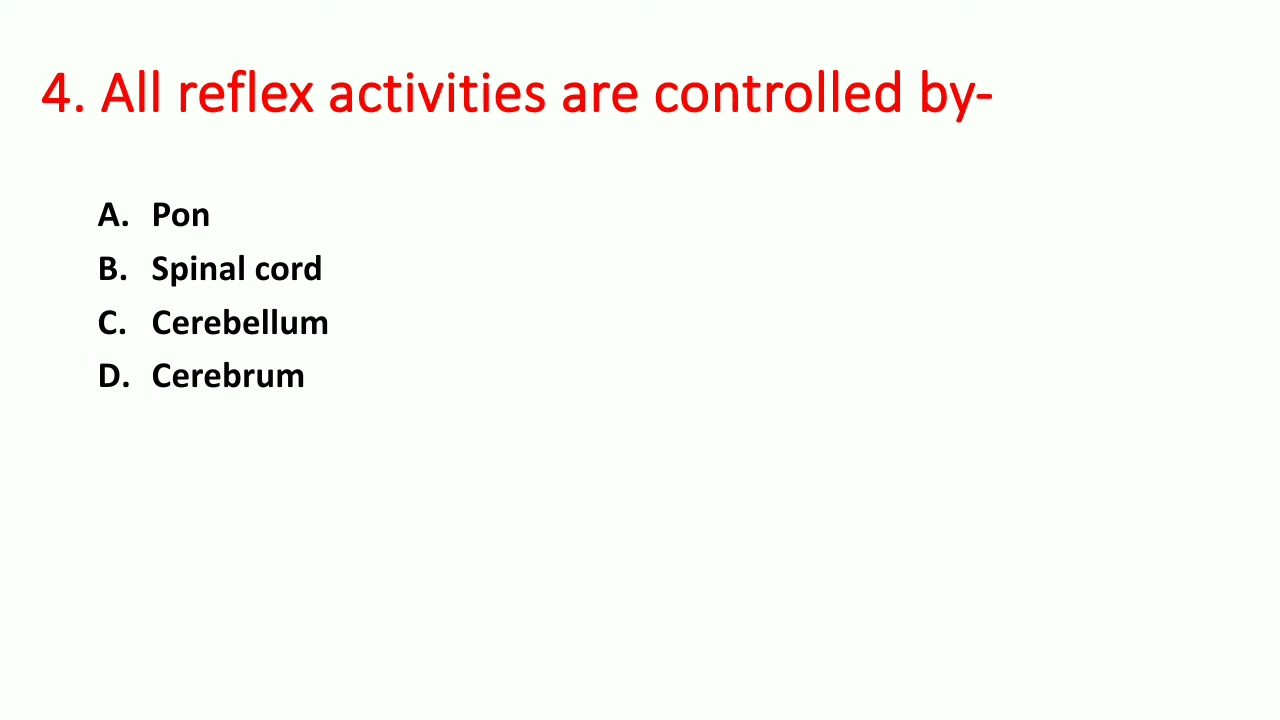 4. All reflex activities are controlled by-
A. Pon
B. Spinal cord
C. Cerebellum
D. Cerebrum